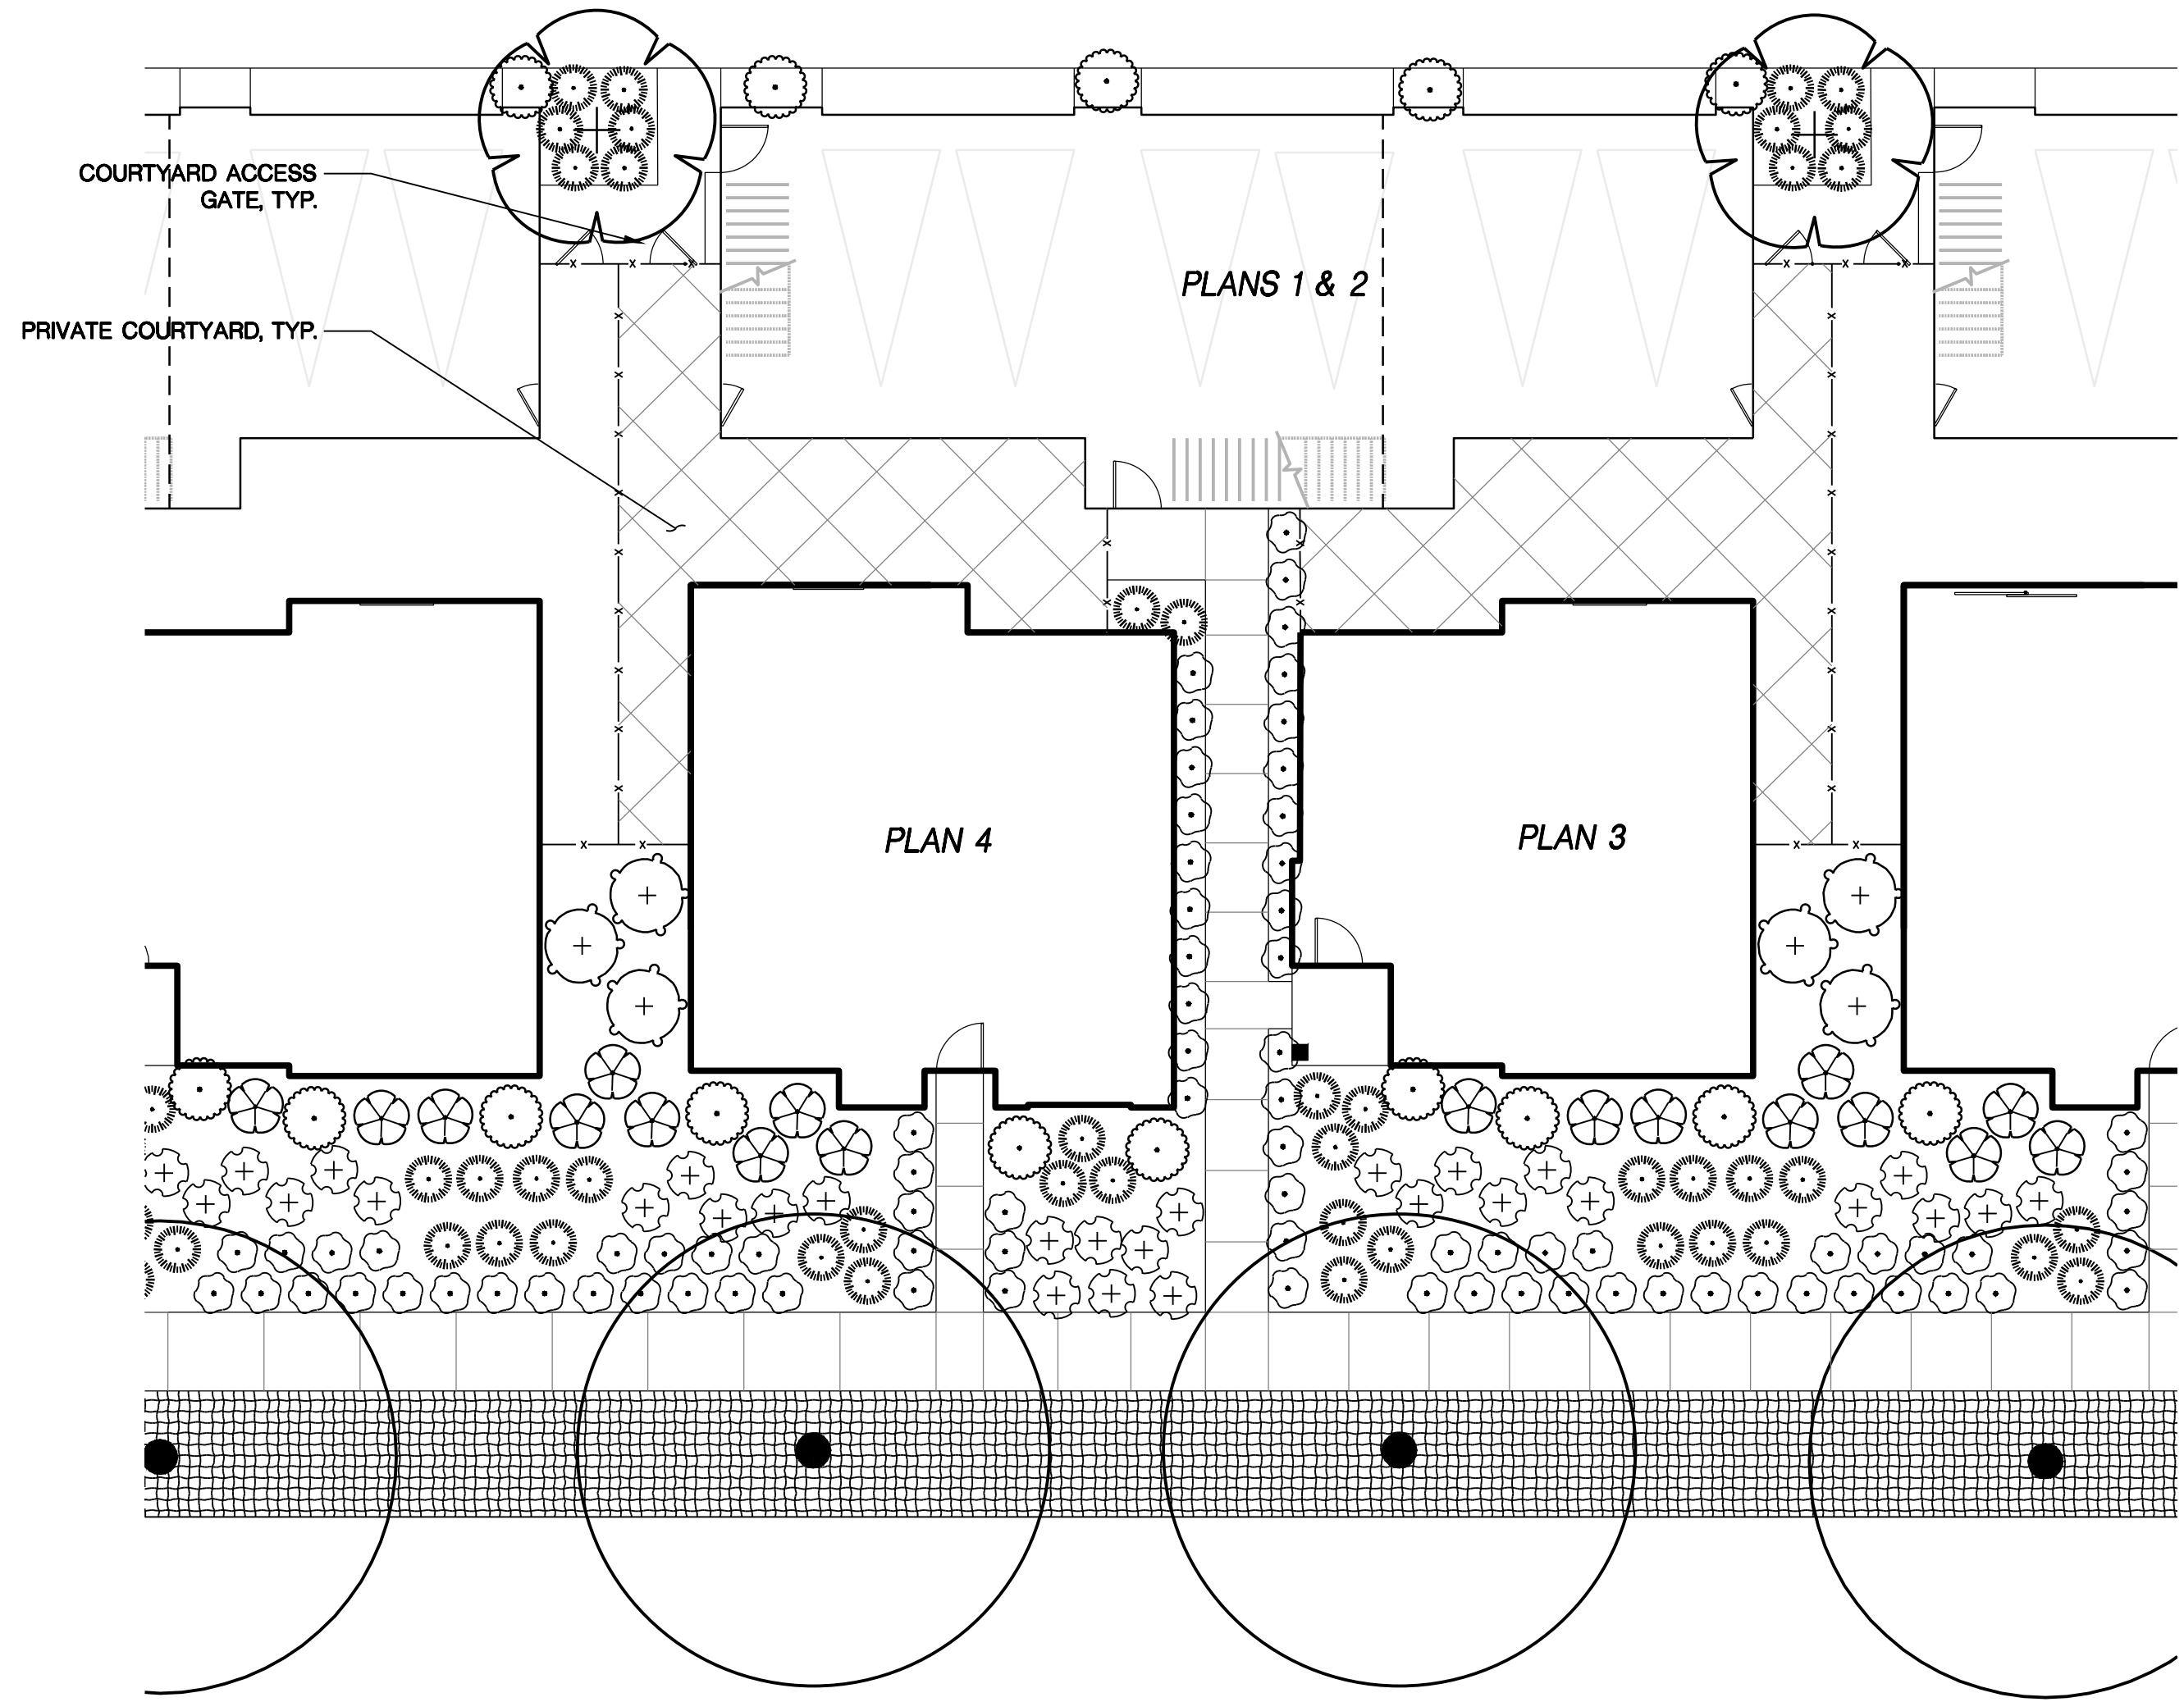 COURTYARD ACCESS
GATE, TYP.
PLANS 1 & 2
PRIVATE COURTYARD, TYP.
PLAN 4
PLAN 3